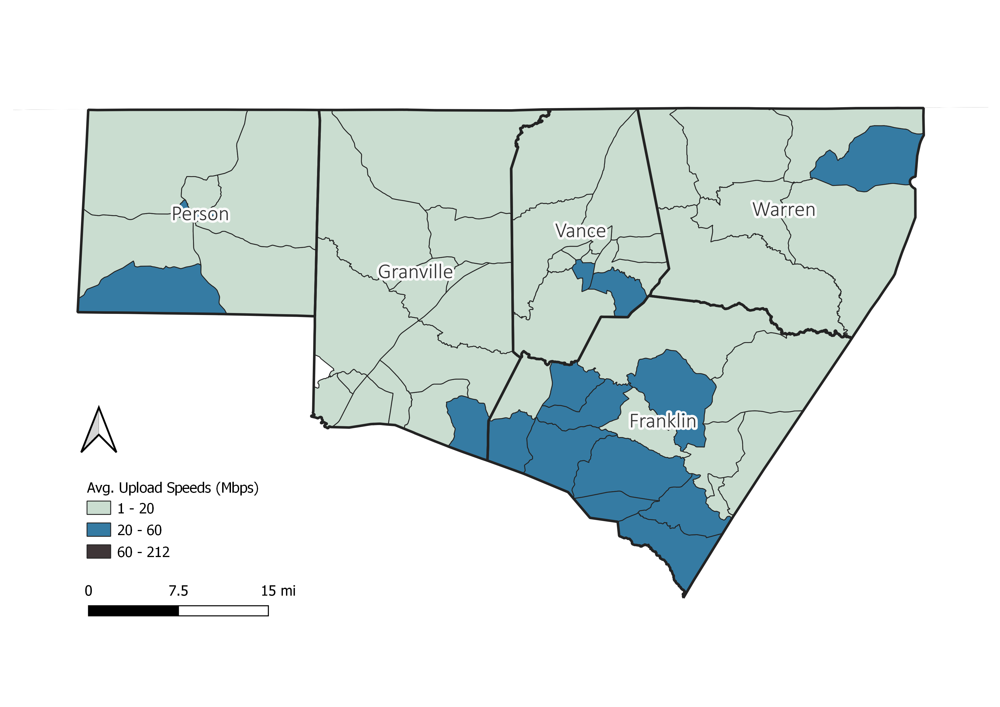 Person
Warren
Vance
Granville
Franklin
Avg. Upload Speeds (Mbps)
1 - 20
20 - 60
60 - 212
0 7.5 15 mi